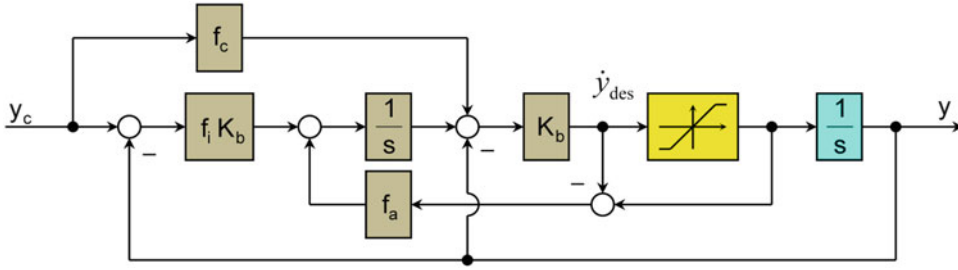 f_c
ẏ_des
y_c
f_i K_b
1/s
K_b
1/s
y
−
−
−
f_a